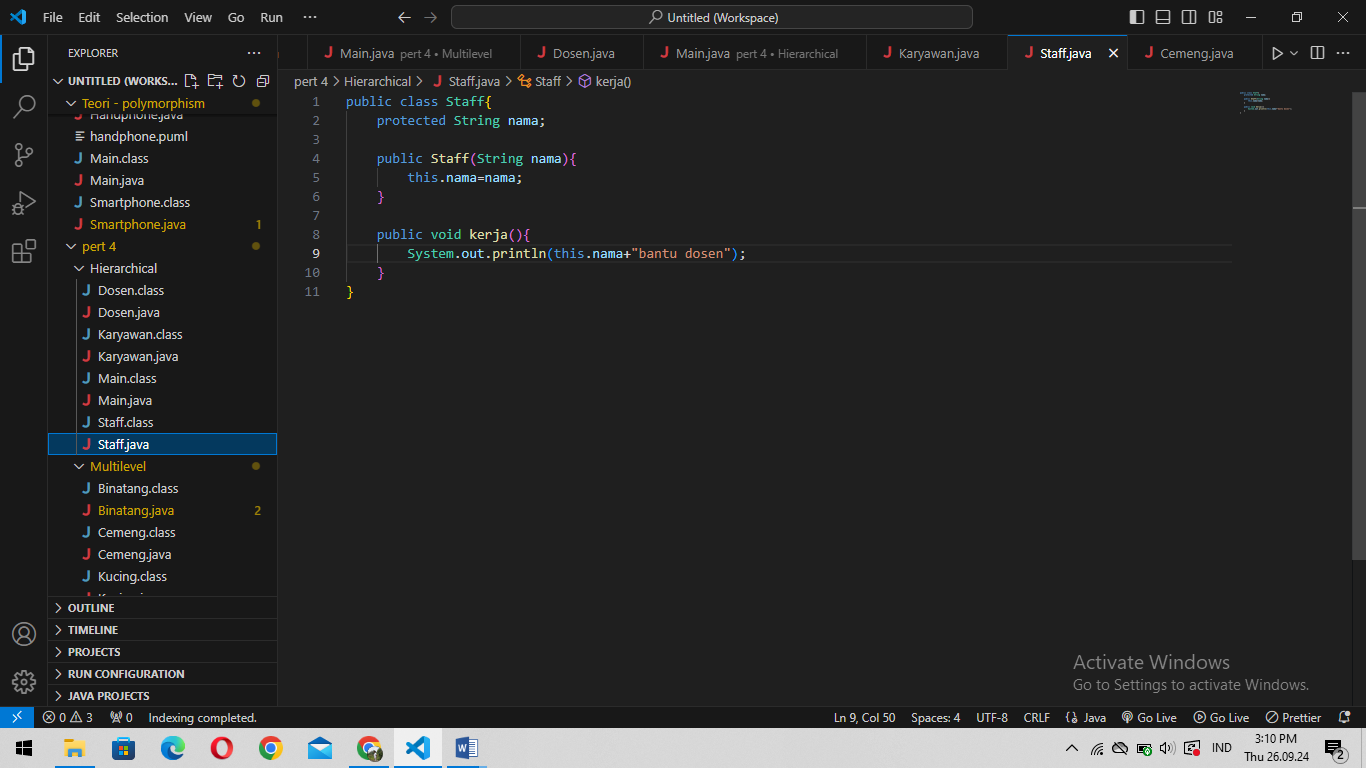 File Edit Selection View Go Run ··· Untitled (Workspace)
EXPLORER ···
UNTITLED (WORKS...
Teori - polymorphism
Handphone.java
handphone.puml
Main.class
Main.java
Smartphone.class
Smartphone.java 1
pert 4
Hierarchical
Dosen.class
Dosen.java
Karyawan.class
Karyawan.java
Main.class
Main.java
Staff.class
Staff.java
Multilevel
Binatang.class
Binatang.java 2
Cemeng.class
Cemeng.java
Kucing.class
OUTLINE
TIMELINE
PROJECTS
RUN CONFIGURATION
JAVA PROJECTS
Main.java pert 4 • Multilevel Dosen.java Main.java pert 4 • Hierarchical Karyawan.java Staff.java Cemeng.java
pert 4 > Hierarchical > Staff.java > Staff > kerja()
1 public class Staff{
2 protected String nama;
3
4 public Staff(String nama){
5 this.nama=nama;
6 }
7
8 public void kerja(){
9 System.out.println(this.nama+"bantu dosen");
10 }
11 }
Activate Windows
Go to Settings to activate Windows.
0 3 0 Indexing completed. Ln 9, Col 50 Spaces: 4 UTF-8 CRLF {} Java Go Live Go Live Prettier
IND 3:10 PM
Thu 26.09.24
2